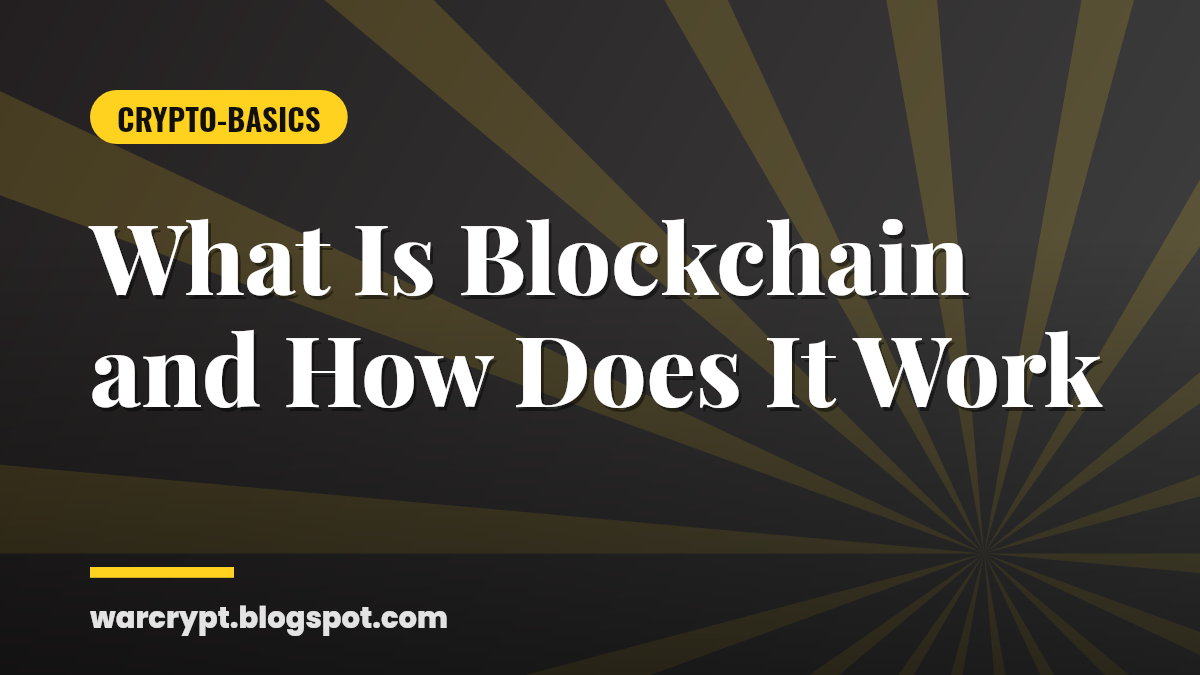 CRYPTO-BASICS
What Is Blockchain
and How Does It Work
warcrypt.blogspot.com